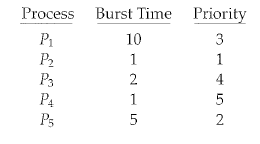 Process Burst Time Priority
P1 10 3
P2 1 1
P3 2 4
P4 1 5
P5 5 2